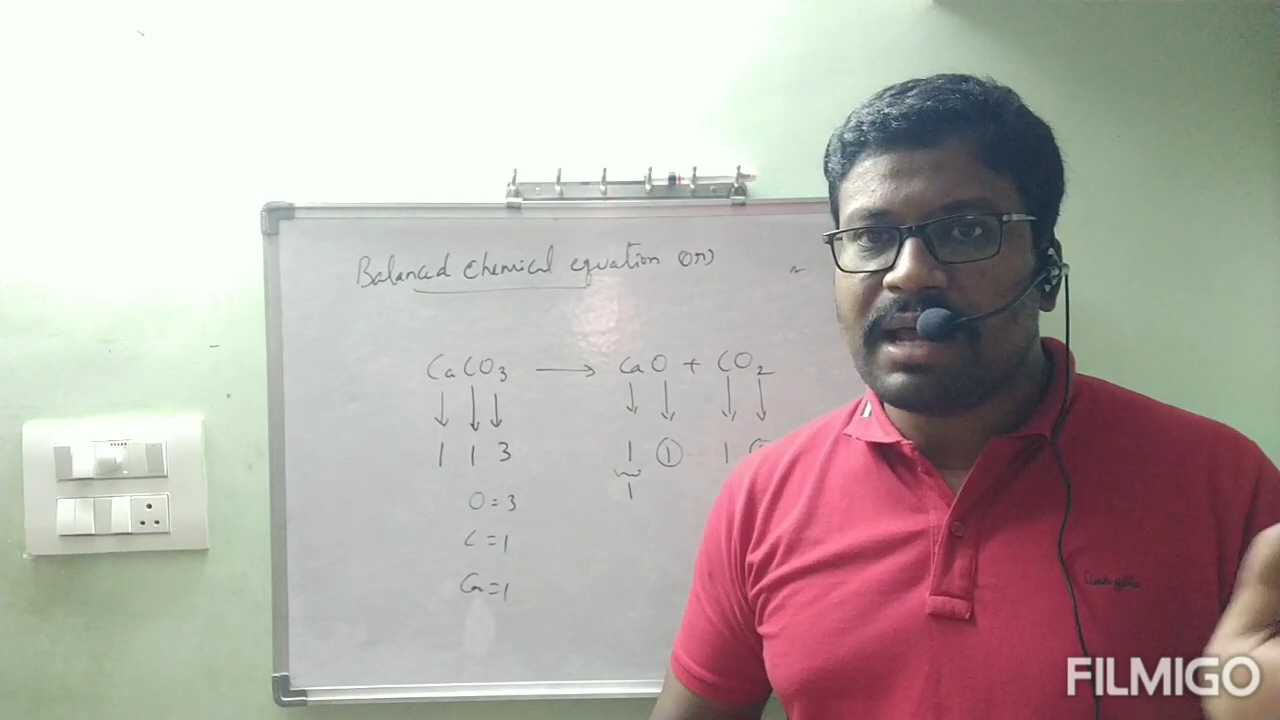 Balanced chemical equation (or)
CaCO3 → CaO + CO2
1 1 3 1 1 1
1
O = 3
C = 1
Ca = 1
FILMIGO